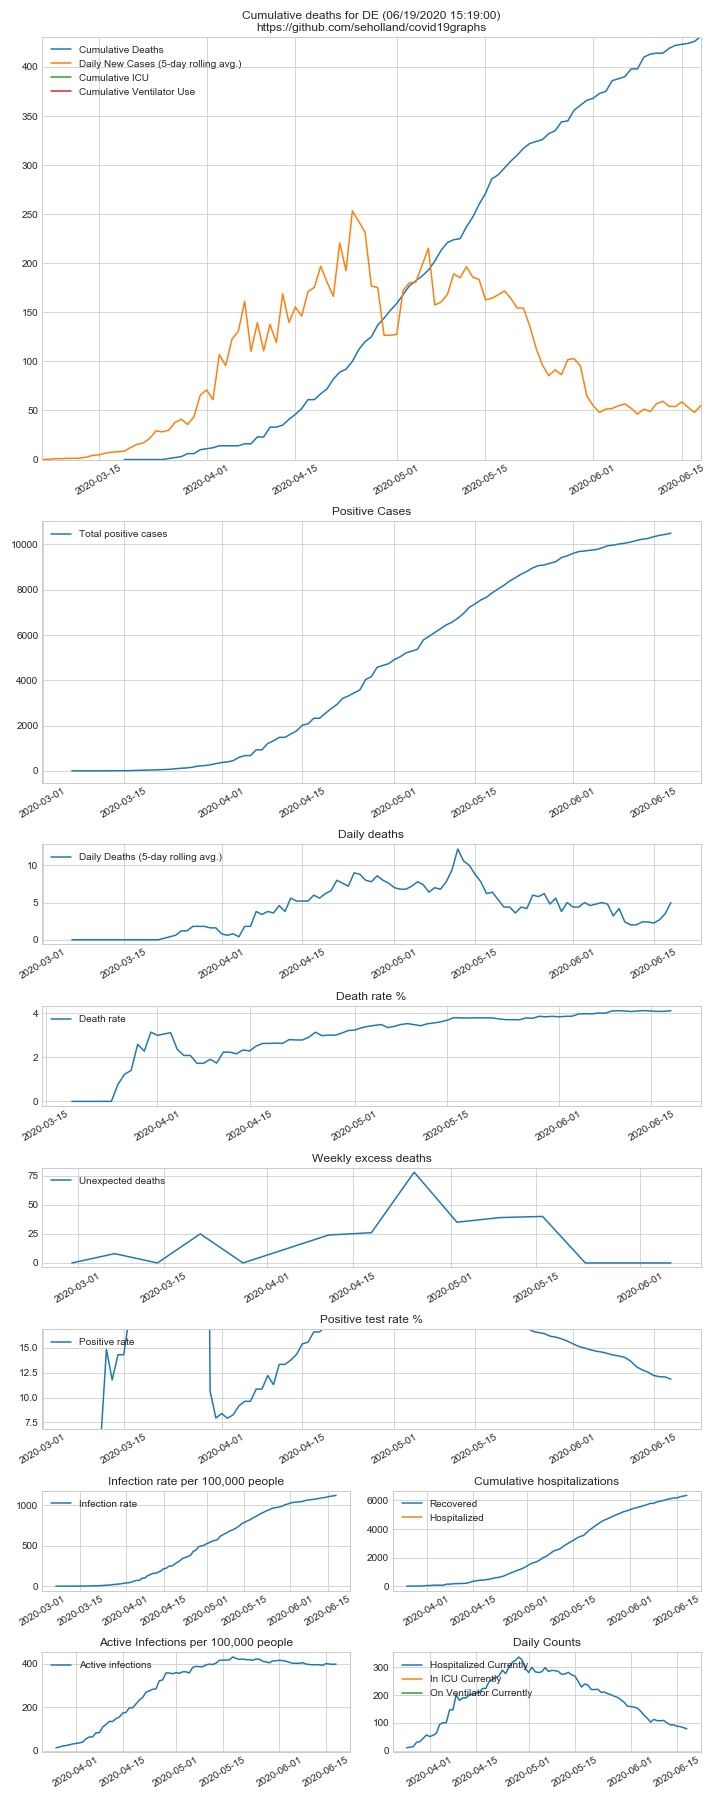 Cumulative deaths for DE (06/19/2020 15:19:00)
https://github.com/seholland/covid19graphs
Cumulative Deaths
Daily New Cases (5-day rolling avg.)
Cumulative ICU
Cumulative Ventilator Use
400
350
300
250
200
150
100
50
0
2020-03-15 2020-04-01 2020-04-15 2020-05-01 2020-05-15 2020-06-01 2020-06-15
Positive Cases
Total positive cases
10000
8000
6000
4000
2000
0
2020-03-01 2020-03-15 2020-04-01 2020-04-15 2020-05-01 2020-05-15 2020-06-01 2020-06-15
Daily deaths
Daily Deaths (5-day rolling avg.)
10
5
0
2020-03-01 2020-03-15 2020-04-01 2020-04-15 2020-05-01 2020-05-15 2020-06-01 2020-06-15
Death rate %
Death rate
4
2
0
2020-03-15 2020-04-01 2020-04-15 2020-05-01 2020-05-15 2020-06-01 2020-06-15
Weekly excess deaths
Unexpected deaths
75
50
25
0
2020-03-01 2020-03-15 2020-04-01 2020-04-15 2020-05-01 2020-05-15 2020-06-01
Positive test rate %
Positive rate
15.0
12.5
10.0
7.5
2020-03-01 2020-03-15 2020-04-01 2020-04-15 2020-05-01 2020-05-15 2020-06-01 2020-06-15
Infection rate per 100,000 people
Infection rate
1000
500
0
2020-03-01 2020-03-15 2020-04-01 2020-04-15 2020-05-01 2020-05-15 2020-06-01 2020-06-15
Cumulative hospitalizations
Recovered
Hospitalized
6000
4000
2000
0
2020-04-01 2020-04-15 2020-05-01 2020-05-15 2020-06-01 2020-06-15
Active Infections per 100,000 people
Active infections
400
200
0
2020-04-01 2020-04-15 2020-05-01 2020-05-15 2020-06-01 2020-06-15
Daily Counts
Hospitalized Currently
In ICU Currently
On Ventilator Currently
300
200
100
0
2020-04-01 2020-04-15 2020-05-01 2020-05-15 2020-06-01 2020-06-15